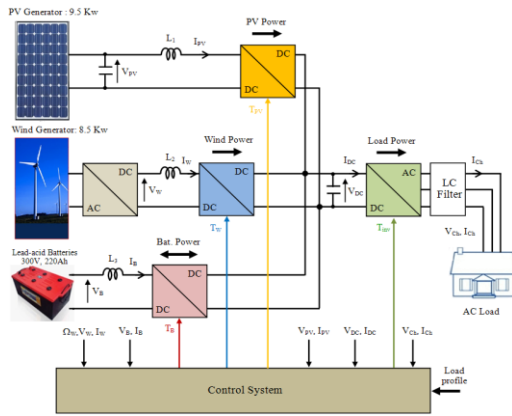 PV Generator : 9.5 Kw
PV Power
L1
IPV
VPV
DC
DC
TPV
Wind Generator: 8.5 Kw
Wind Power
Load Power
DC
AC
VW
L2
IW
DC
DC
TW
IDC
VDC
AC
DC
Tinv
LC
Filter
ICh
VCh, ICh
AC Load
Lead-acid Batteries
300V, 220Ah
Bat. Power
L3
IB
VB
DC
DC
TB
ΩW,VW, IW
VB, IB
VPV, IPV
VDC, IDC
VCh, ICh
Load
profile
Control System